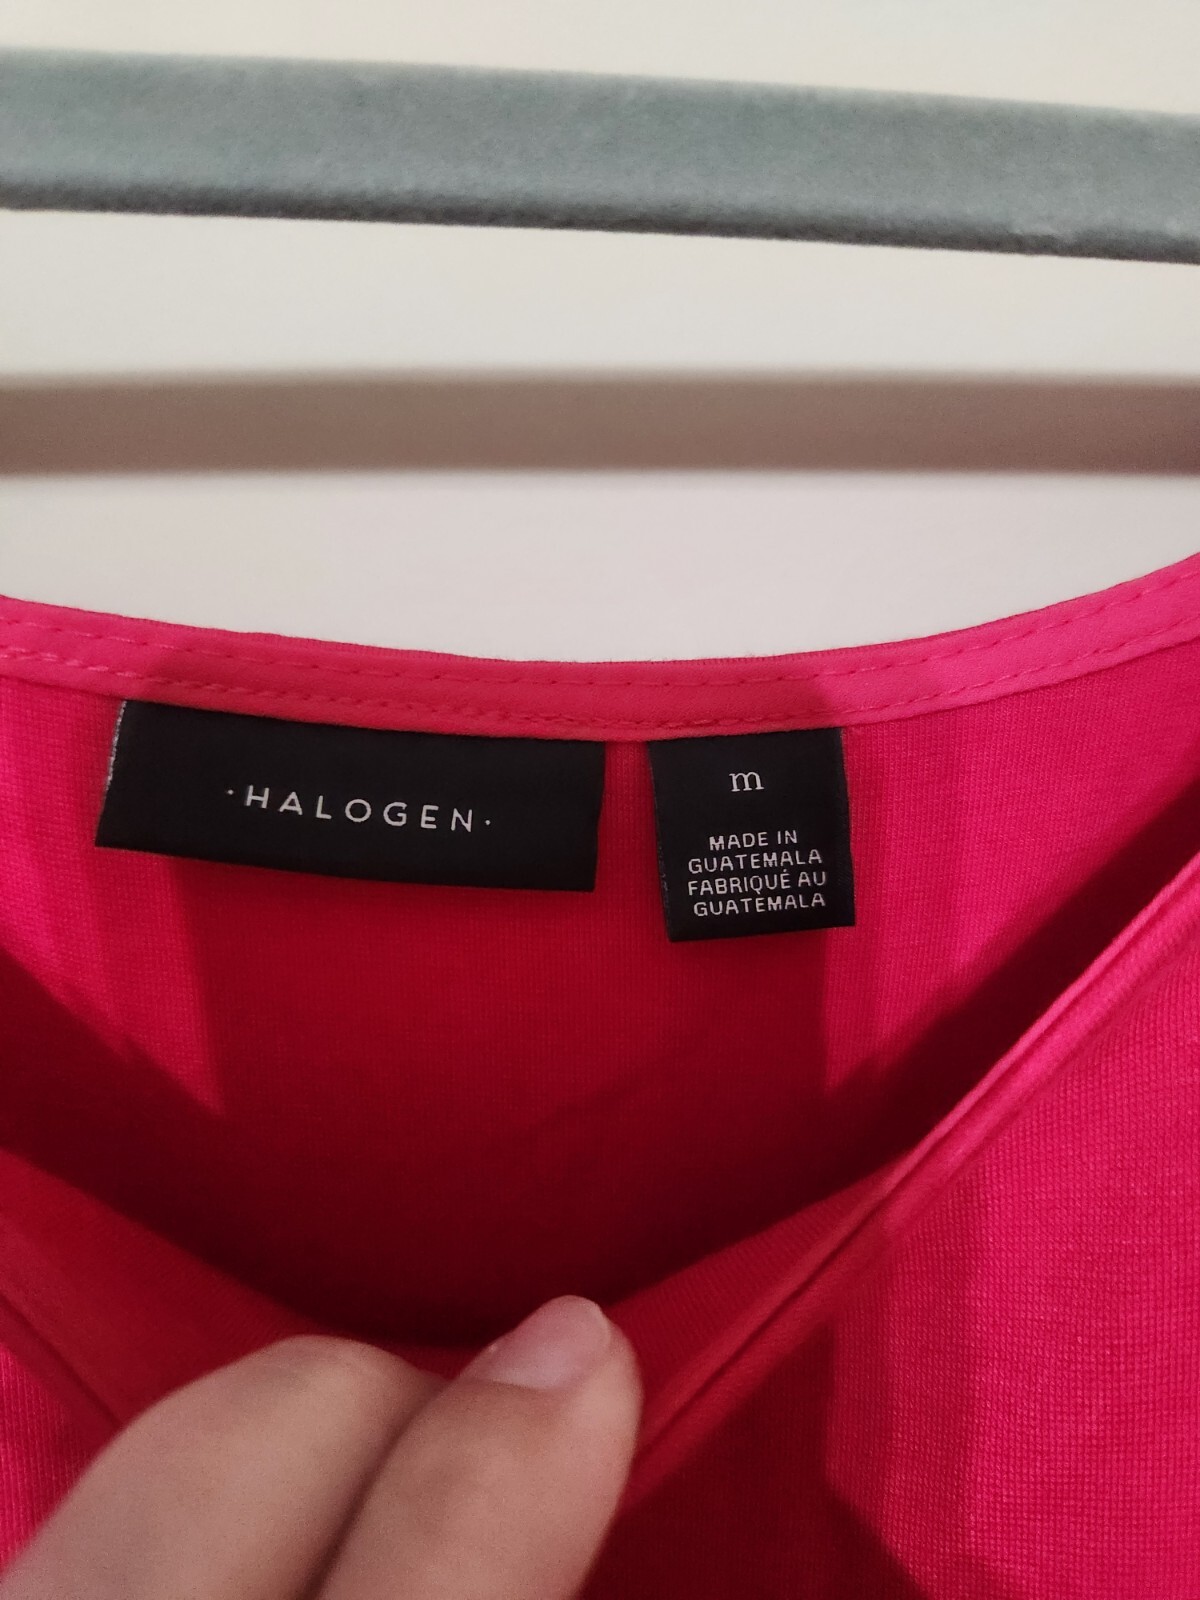 ·HALOGEN·
m
MADE IN
GUATEMALA
FABRIQUÉ AU
GUATEMALA